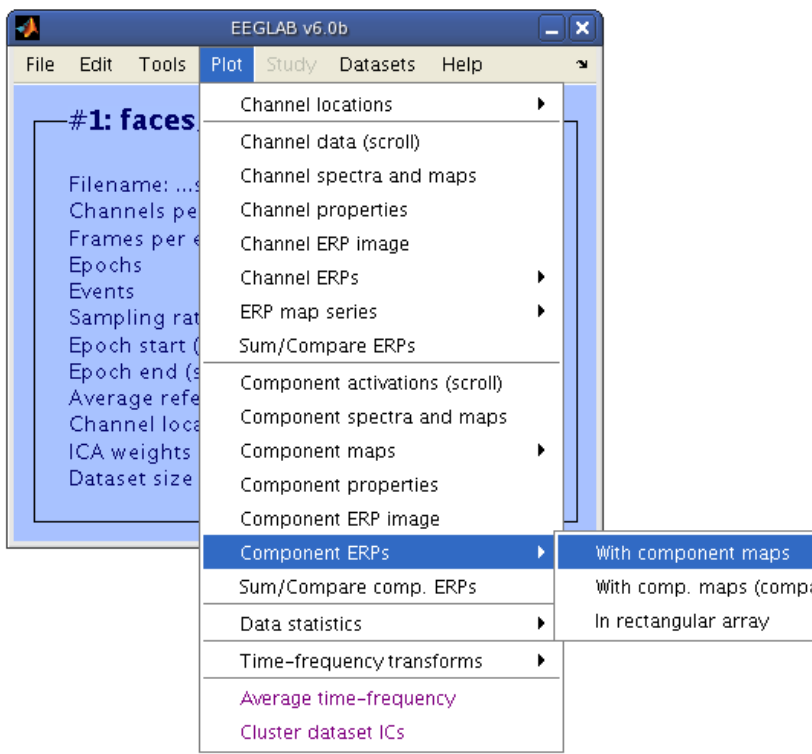 EEGLAB v6.0b
File Edit Tools Plot Study Datasets Help
#1: faces
Filename: ...s
Channels pe
Frames per e
Epochs
Events
Sampling rat
Epoch start (
Epoch end (s
Average refe
Channel loca
ICA weights
Dataset size
Channel locations
Channel data (scroll)
Channel spectra and maps
Channel properties
Channel ERP image
Channel ERPs
ERP map series
Sum/Compare ERPs
Component activations (scroll)
Component spectra and maps
Component maps
Component properties
Component ERP image
Component ERPs
Sum/Compare comp. ERPs
Data statistics
Time-frequency transforms
Average time-frequency
Cluster dataset ICs
With component maps
With comp. maps (compa
In rectangular array